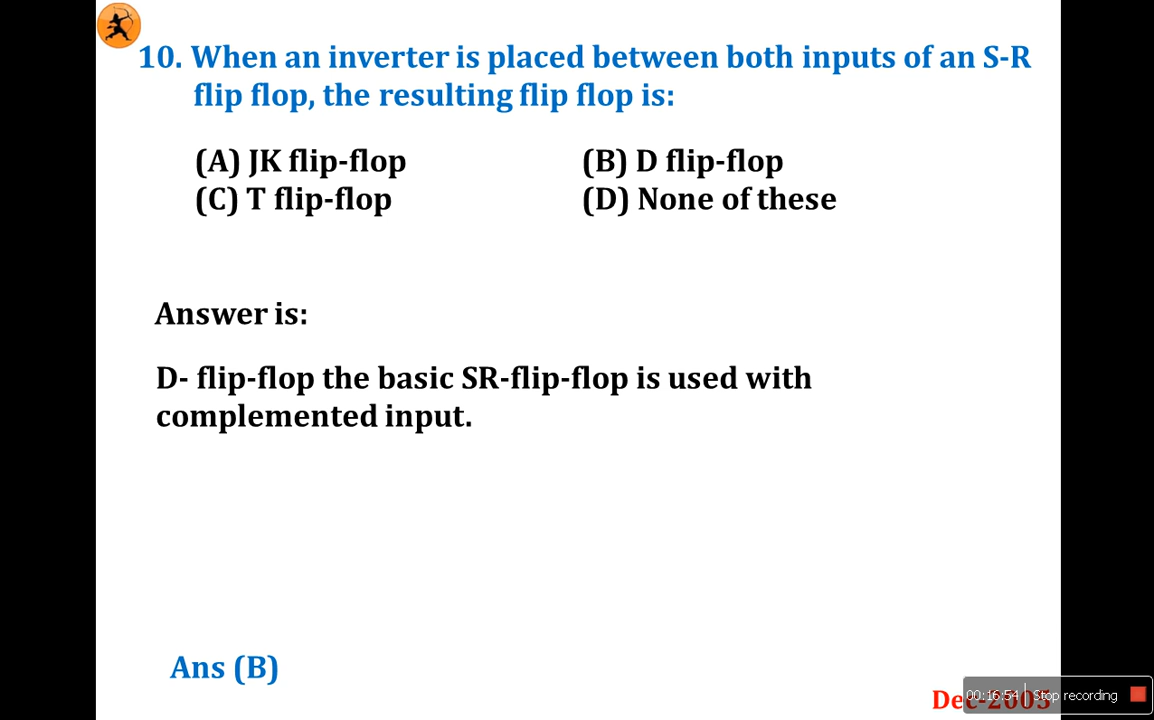 10. When an inverter is placed between both inputs of an S-R
flip flop, the resulting flip flop is:
(A) JK flip-flop (B) D flip-flop
(C) T flip-flop (D) None of these
Answer is:
D- flip-flop the basic SR-flip-flop is used with
complemented input.
Ans (B)
Dec-2005
00:16:54 Stop recording